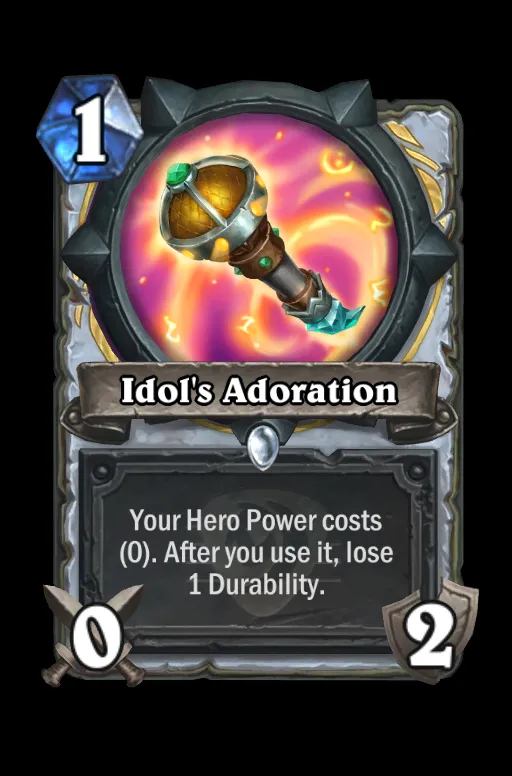 1
Idol's Adoration
Your Hero Power costs
(0). After you use it, lose
1 Durability.
0
2